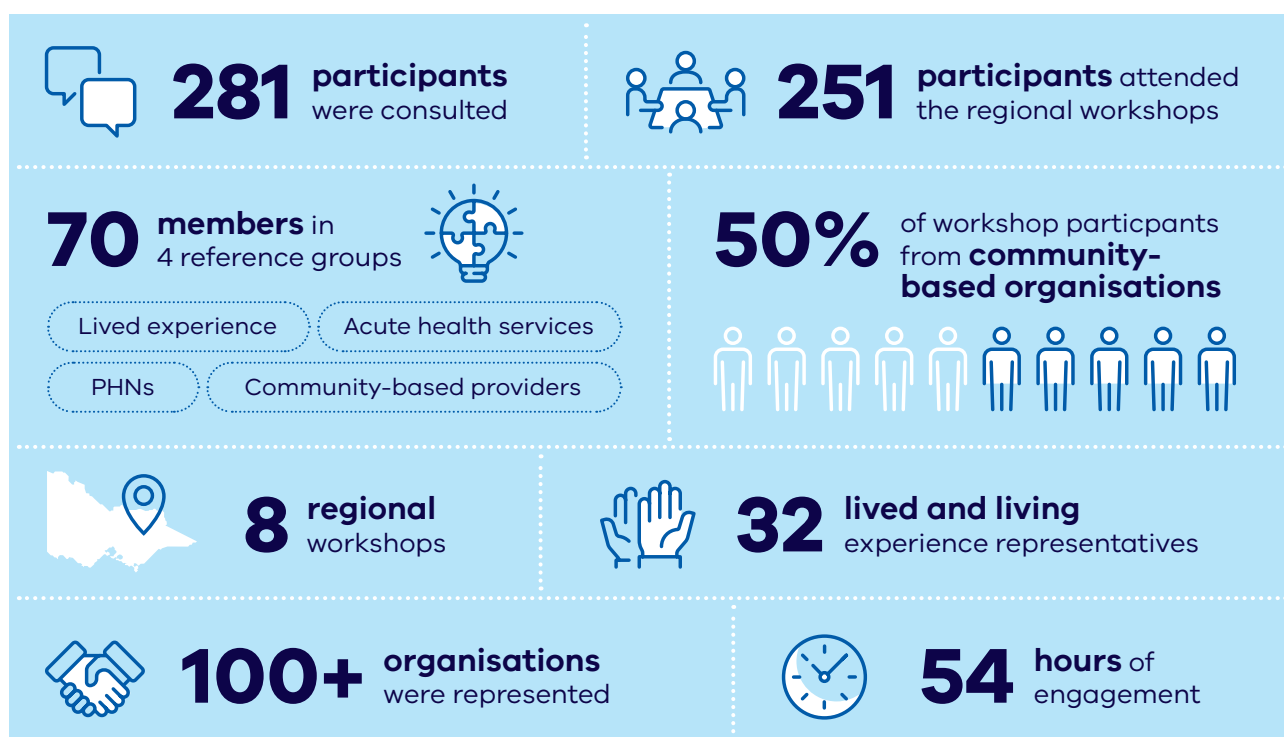 281 participants
were consulted
251 participants attended
the regional workshops
70 members in
4 reference groups
Lived experience
Acute health services
PHNs
Community-based providers
50% of workshop particpants
from community-
based organisations
8 regional
workshops
32 lived and living
experience representatives
100+ organisations
were represented
54 hours of
engagement